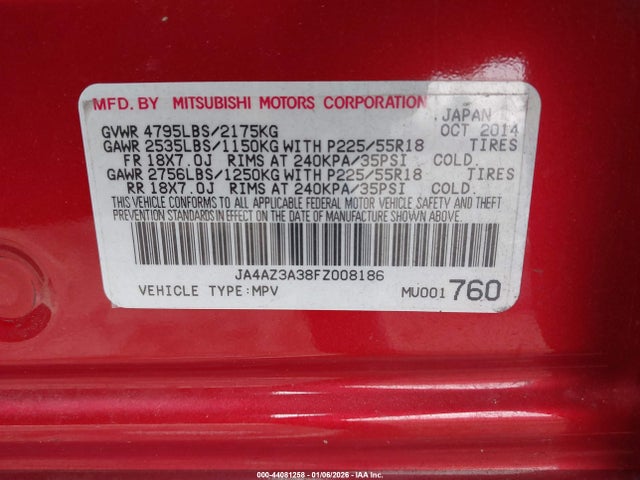 MFD. BY MITSUBISHI MOTORS CORPORATION JAPAN
GVWR 4795LBS/2175KG OCT 2014
GAWR 2535LBS/1150KG WITH P225/55R18 TIRES
FR 18X7.0J RIMS AT 240KPA/35PSI COLD.
GAWR 2756LBS/1250KG WITH P225/55R18 TIRES
RR 18X7.0J RIMS AT 240KPA/35PSI COLD.
THIS VEHICLE CONFORMS TO ALL APPLICABLE FEDERAL MOTOR VEHICLE SAFETY AND THEFT
PREVENTION STANDARDS IN EFFECT ON THE DATE OF MANUFACTURE SHOWN ABOVE.
JA4AZ3A38FZ008186
VEHICLE TYPE:MPV MU001 760
000-44081258 - 01/06/2026 - IAA Inc.